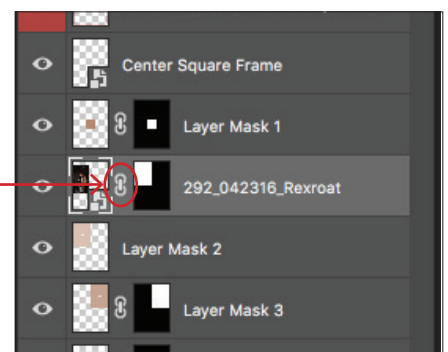 Center Square Frame
Layer Mask 1
292_042316_Rexroat
Layer Mask 2
Layer Mask 3